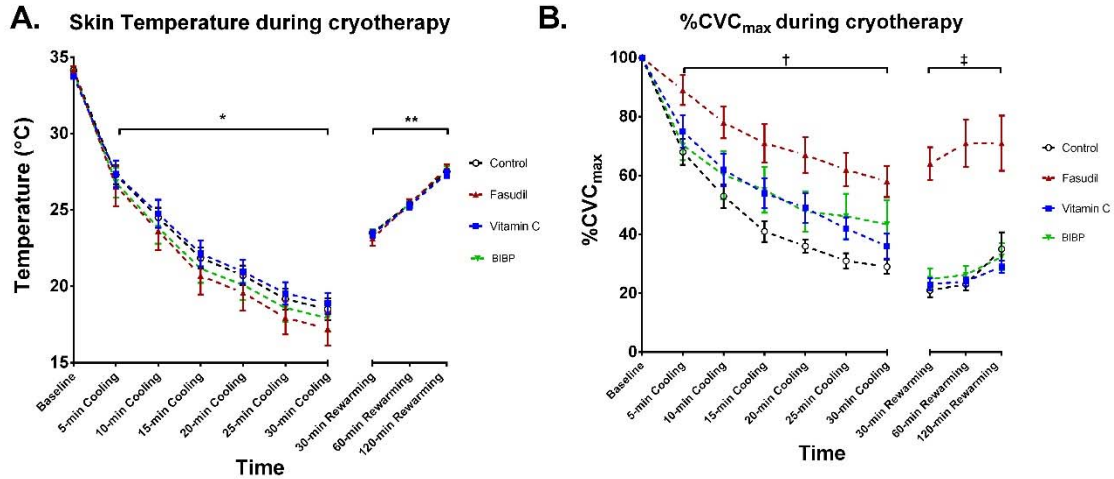 A.
Skin Temperature during cryotherapy
35
30
25
20
15
Temperature (°C)
*
**
Control
Fasudil
Vitamin C
BIBP
Baseline
5-min Cooling
10-min Cooling
15-min Cooling
20-min Cooling
25-min Cooling
30-min Cooling
30-min Rewarming
60-min Rewarming
120-min Rewarming
Time
B.
%CVCmax during cryotherapy
100
80
60
40
20
0
%CVCmax
†
‡
Control
Fasudil
Vitamin C
BIBP
Baseline
5-min Cooling
10-min Cooling
15-min Cooling
20-min Cooling
25-min Cooling
30-min Cooling
30-min Rewarming
60-min Rewarming
120-min Rewarming
Time